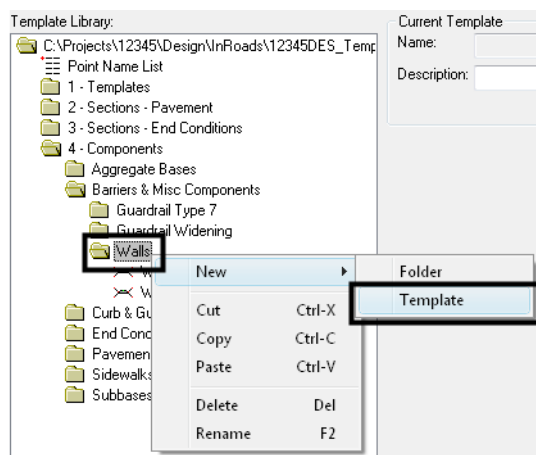 Template Library:
Current Template
C:\Projects\12345\Design\InRoads\12345DES_Temp
Name:
Point Name List
Description:
1 - Templates
2 - Sections - Pavement
3 - Sections - End Conditions
4 - Components
Aggregate Bases
Barriers & Misc Components
Guardrail Type 7
Guardrail Widening
Walls
W
W
Curb & Gu
End Cond
Pavemen
Sidewalks
Subbases
New
Cut Ctrl-X
Copy Ctrl-C
Paste Ctrl-V
Delete Del
Rename F2
Folder
Template